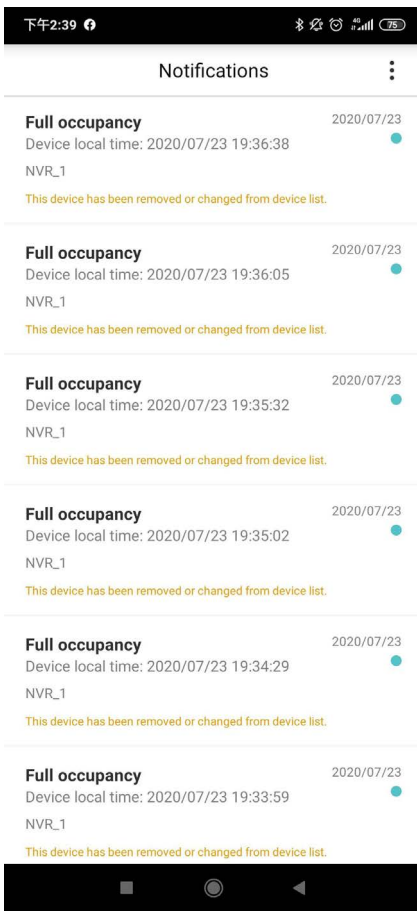 下午2:39
4G
75
Notifications
Full occupancy
2020/07/23
Device local time: 2020/07/23 19:36:38
NVR_1
This device has been removed or changed from device list.
Full occupancy
2020/07/23
Device local time: 2020/07/23 19:36:05
NVR_1
This device has been removed or changed from device list.
Full occupancy
2020/07/23
Device local time: 2020/07/23 19:35:32
NVR_1
This device has been removed or changed from device list.
Full occupancy
2020/07/23
Device local time: 2020/07/23 19:35:02
NVR_1
This device has been removed or changed from device list.
Full occupancy
2020/07/23
Device local time: 2020/07/23 19:34:29
NVR_1
This device has been removed or changed from device list.
Full occupancy
2020/07/23
Device local time: 2020/07/23 19:33:59
NVR_1
This device has been removed or changed from device list.